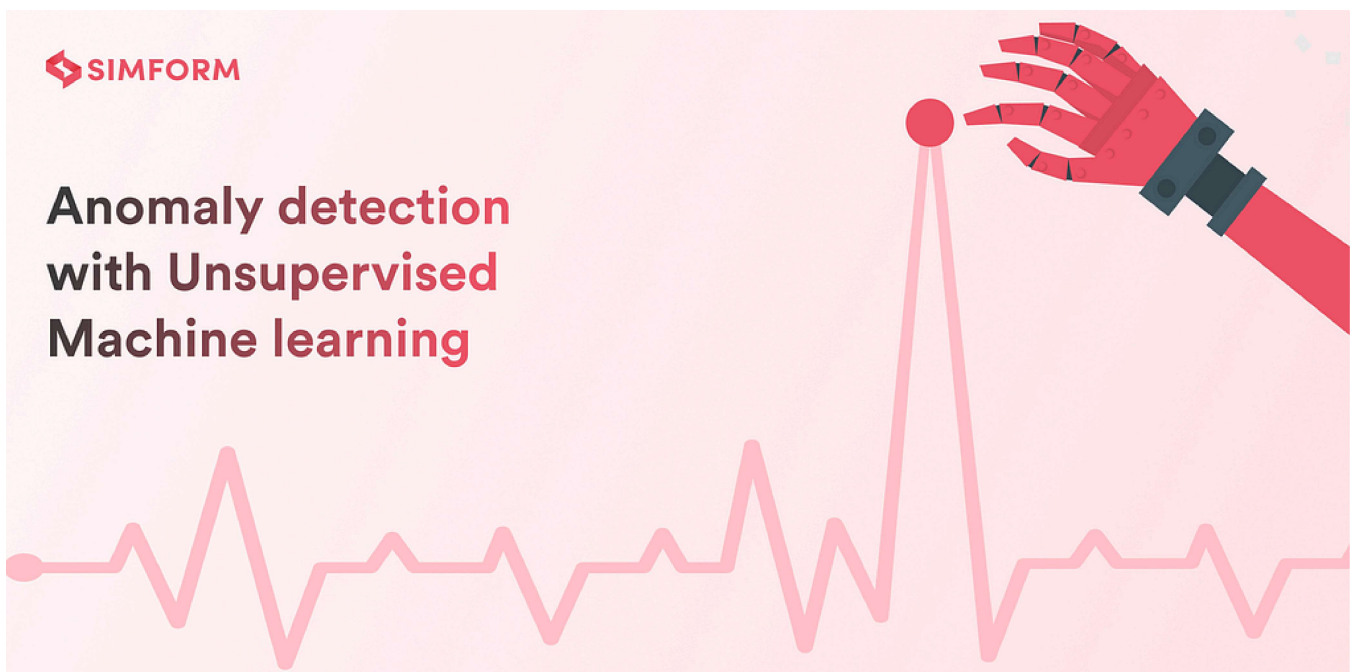 SIMFORM
Anomaly detection
with Unsupervised
Machine learning